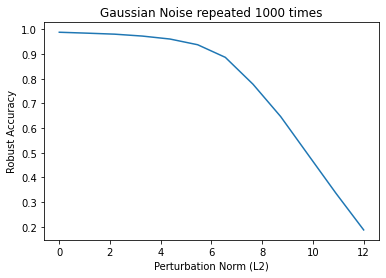 Gaussian Noise repeated 1000 times
1.0
0.9
0.8
0.7
0.6
0.5
0.4
0.3
0.2
Robust Accuracy
0 2 4 6 8 10 12
Perturbation Norm (L2)